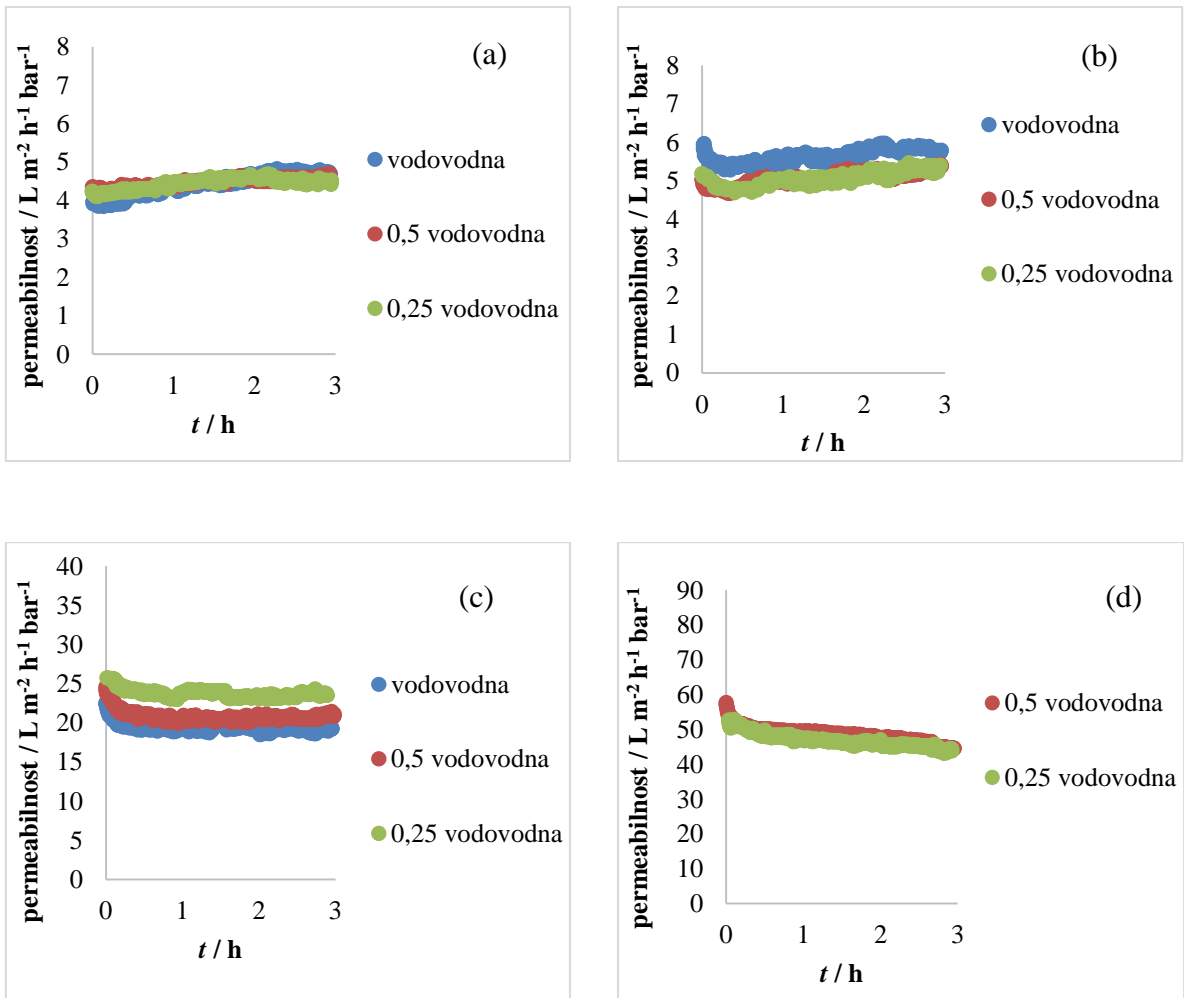 (a)
permeabilnost / L m⁻² h⁻¹ bar⁻¹
8
7
6
5
4
3
2
1
0
0 1 2 3
t / h
vodovodna
0,5 vodovodna
0,25 vodovodna
(b)
permeabilnost / L m⁻² h⁻¹ bar⁻¹
8
7
6
5
4
3
2
1
0
0 1 2 3
t / h
vodovodna
0,5 vodovodna
0,25 vodovodna
(c)
permeabilnost / L m⁻² h⁻¹ bar⁻¹
40
35
30
25
20
15
10
5
0
0 1 2 3
t / h
vodovodna
0,5 vodovodna
0,25 vodovodna
(d)
permeabilnost / L m⁻² h⁻¹ bar⁻¹
90
80
70
60
50
40
30
20
10
0
0 1 2 3
t / h
0,5 vodovodna
0,25 vodovodna